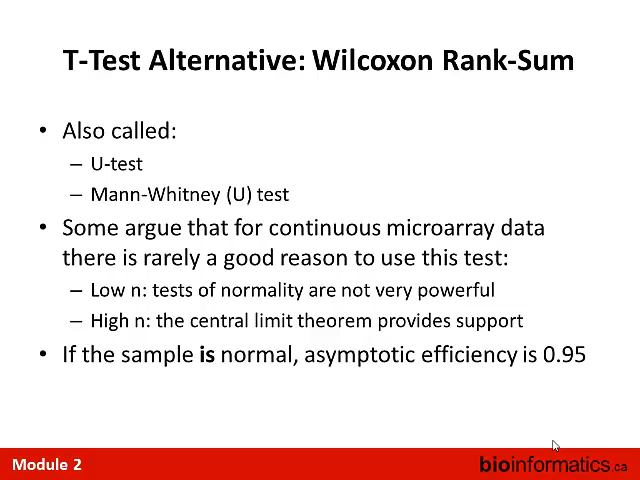 T-Test Alternative: Wilcoxon Rank-Sum
• Also called:
– U-test
– Mann-Whitney (U) test
• Some argue that for continuous microarray data
there is rarely a good reason to use this test:
– Low n: tests of normality are not very powerful
– High n: the central limit theorem provides support
• If the sample is normal, asymptotic efficiency is 0.95
Module 2
bioinformatics.ca